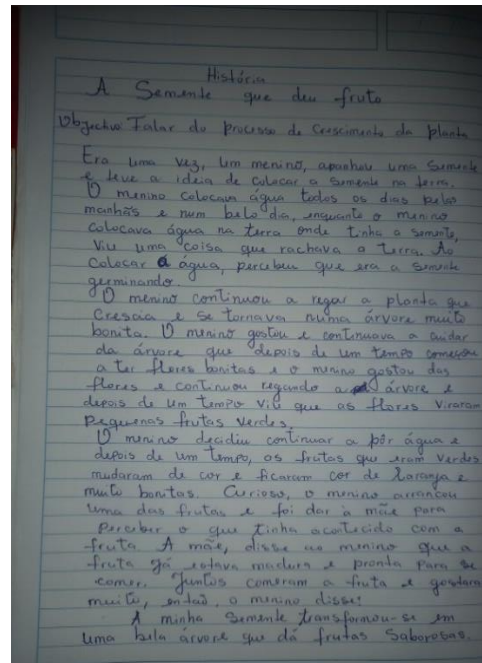 História
A Semente que deu fruto
Objectivo: Falar do processo de Crescimento da planta
Era uma vez, um menino, apanhou uma semente
e teve a ideia de colocar a semente na terra.
O menino colocava água todos os dias pelas
manhãs e num belo dia, enquanto o menino
colocava água na terra onde tinha a semente,
viu uma coisa que rachava a terra. Ao
colocar a água, percebeu que era a semente
germinando.
O menino continuou a regar a planta que
crescia e se tornava numa árvore muito
bonita. O menino gostou e continuava a cuidar
da árvore que depois de um tempo começou
a ter flores bonitas e o menino gostou das
flores e continuou regando a árvore e
depois de um tempo viu que as flores viraram
pequenas frutas verdes.
O menino decidiu continuar a pôr água e
depois de um tempo, as frutas que eram verdes
mudaram de cor e ficaram cor de laranja e
muito bonitas. Curioso, o menino arrancou
uma das frutas e foi dar à mãe para
perceber o que tinha acontecido com a
fruta. A mãe, disse ao menino que a
fruta já estava madura e pronta para se
comer. Juntos comeram a fruta e gostaram
muito, então, o menino disse:
A minha semente transformou-se em
uma bela árvore que dá frutas saborosas.